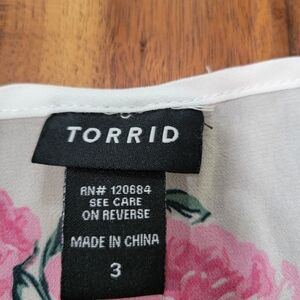 TORRID
RN# 120684
SEE CARE
ON REVERSE
MADE IN CHINA
3